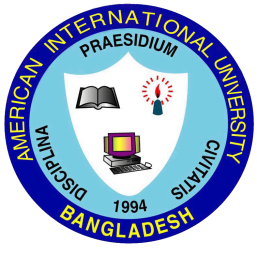 AMERICAN INTERNATIONAL UNIVERSITY
BANGLADESH
PRAESIDIUM
DISCIPLINA
CIVITATIS
1994